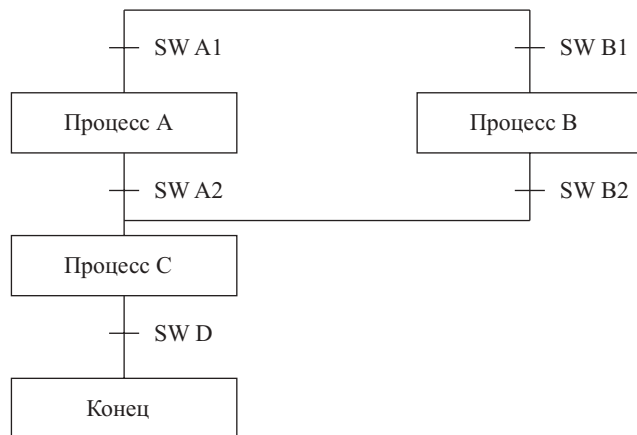 SW A1
SW B1
Процесс A
Процесс B
SW A2
SW B2
Процесс C
SW D
Конец